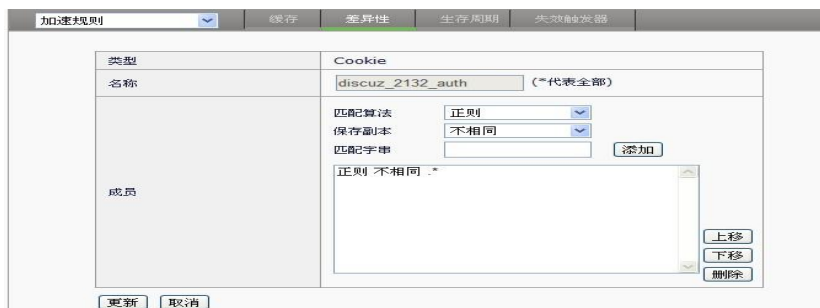 加速规则 缓存 差异性 生存周期 失效触发器
类型 Cookie
名称 discuz_2132_auth (*代表全部)
匹配算法 正则
保存副本 不相同
匹配字串 添加
正则 不相同 .*
成员
上移
下移
删除
更新 取消